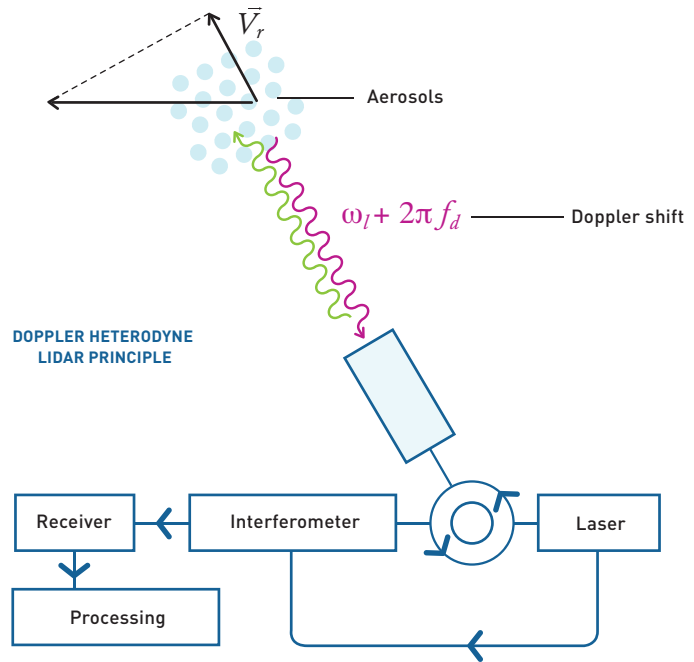 V⃗r
Aerosols
ωl + 2π fd
Doppler shift
DOPPLER HETERODYNE
LIDAR PRINCIPLE
Receiver
Interferometer
Laser
Processing